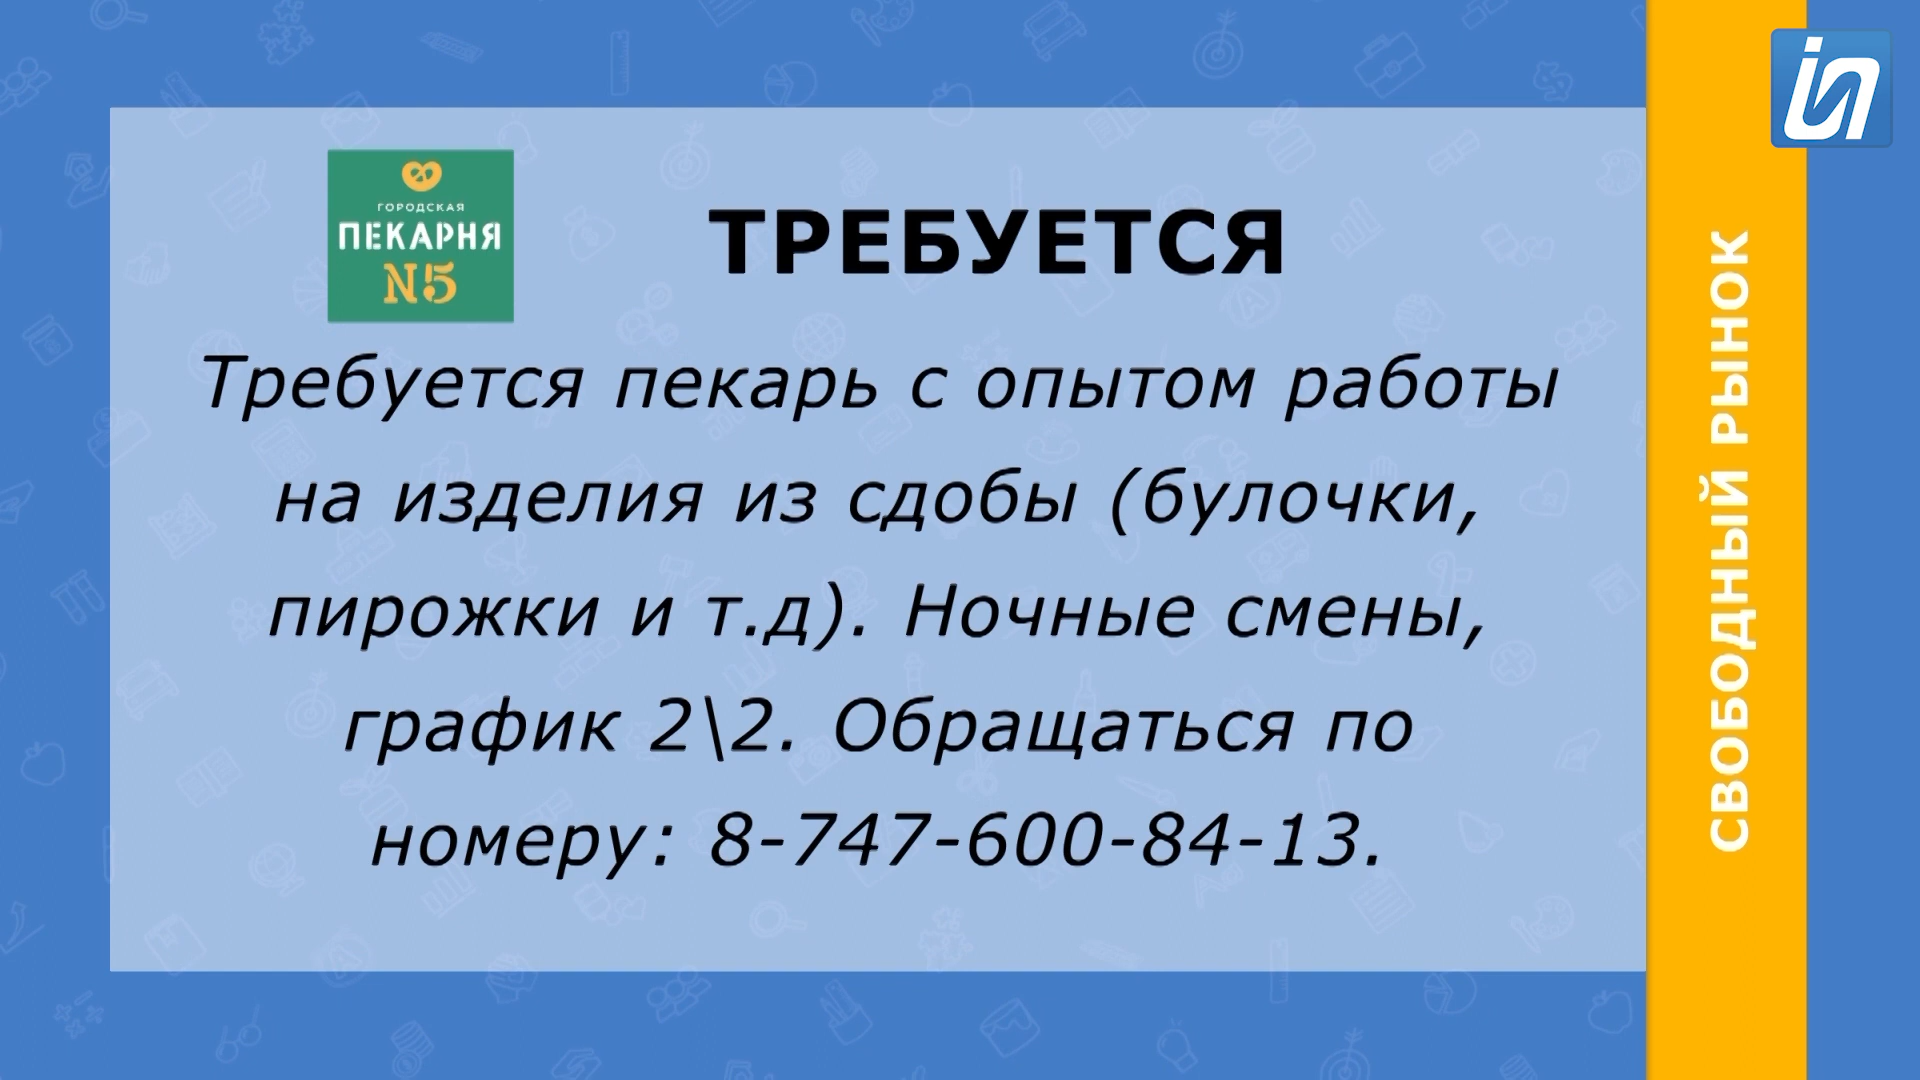 ГОРОДСКАЯ
ПЕКАРНЯ
N5
ТРЕБУЕТСЯ
Требуется пекарь с опытом работы
на изделия из сдобы (булочки,
пирожки и т.д). Ночные смены,
график 2\2. Обращаться по
номеру: 8-747-600-84-13.
СВОБОДНЫЙ РЫНОК